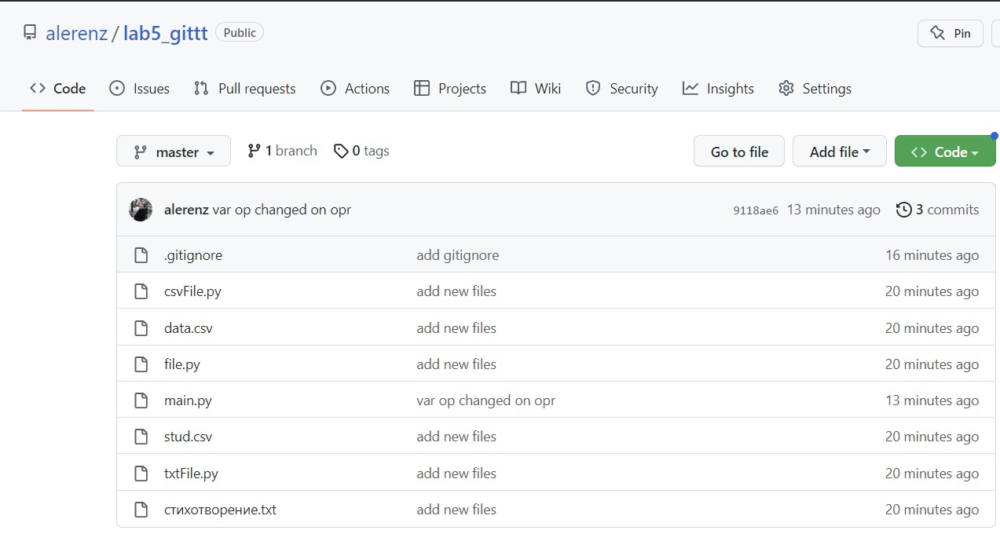 alerenz / lab5_gittt Public Pin
Code Issues Pull requests Actions Projects Wiki Security Insights Settings
master 1 branch 0 tags Go to file Add file Code
alerenz var op changed on opr 9118ae6 13 minutes ago 3 commits
.gitignore add gitignore 16 minutes ago
csvFile.py add new files 20 minutes ago
data.csv add new files 20 minutes ago
file.py add new files 20 minutes ago
main.py var op changed on opr 13 minutes ago
stud.csv add new files 20 minutes ago
txtFile.py add new files 20 minutes ago
стихотворение.txt add new files 20 minutes ago